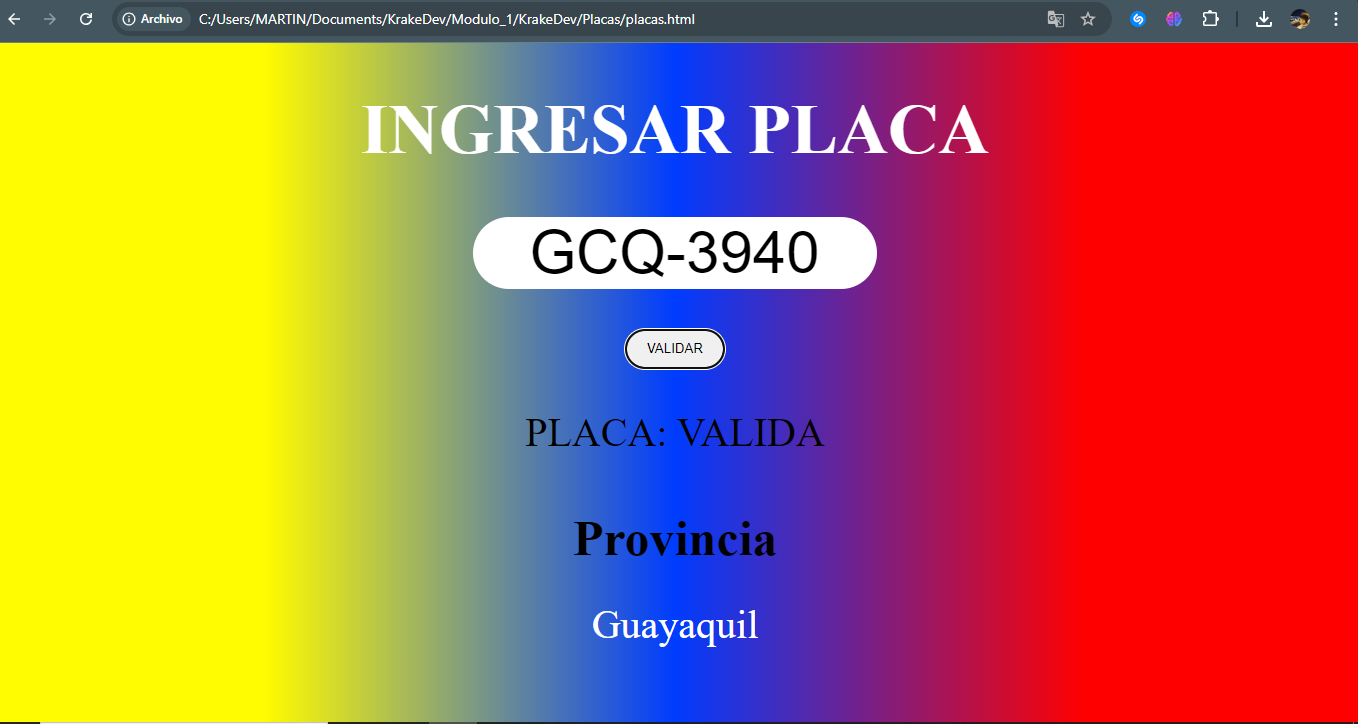 Archivo C:/Users/MARTIN/Documents/KrakeDev/Modulo_1/KrakeDev/Placas/placas.html
INGRESAR PLACA
GCQ-3940
VALIDAR
PLACA: VALIDA
Provincia
Guayaquil